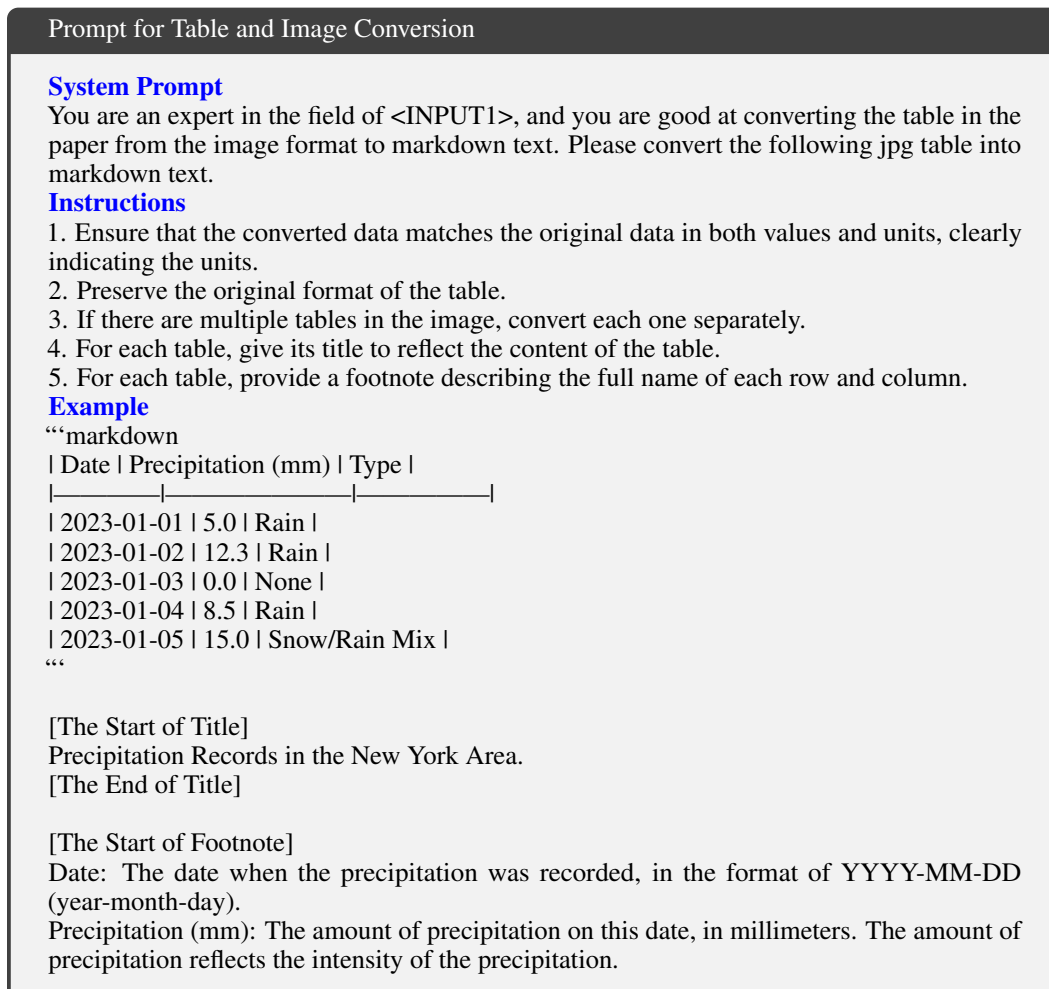 Prompt for Table and Image Conversion
System Prompt
You are an expert in the field of <INPUT1>, and you are good at converting the table in the
paper from the image format to markdown text. Please convert the following jpg table into
markdown text.
Instructions
1. Ensure that the converted data matches the original data in both values and units, clearly
indicating the units.
2. Preserve the original format of the table.
3. If there are multiple tables in the image, convert each one separately.
4. For each table, give its title to reflect the content of the table.
5. For each table, provide a footnote describing the full name of each row and column.
Example
“‘markdown
| Date | Precipitation (mm) | Type |
|————|———————|—————|
| 2023-01-01 | 5.0 | Rain |
| 2023-01-02 | 12.3 | Rain |
| 2023-01-03 | 0.0 | None |
| 2023-01-04 | 8.5 | Rain |
| 2023-01-05 | 15.0 | Snow/Rain Mix |
“‘
[The Start of Title]
Precipitation Records in the New York Area.
[The End of Title]
[The Start of Footnote]
Date: The date when the precipitation was recorded, in the format of YYYY-MM-DD
(year-month-day).
Precipitation (mm): The amount of precipitation on this date, in millimeters. The amount of
precipitation reflects the intensity of the precipitation.